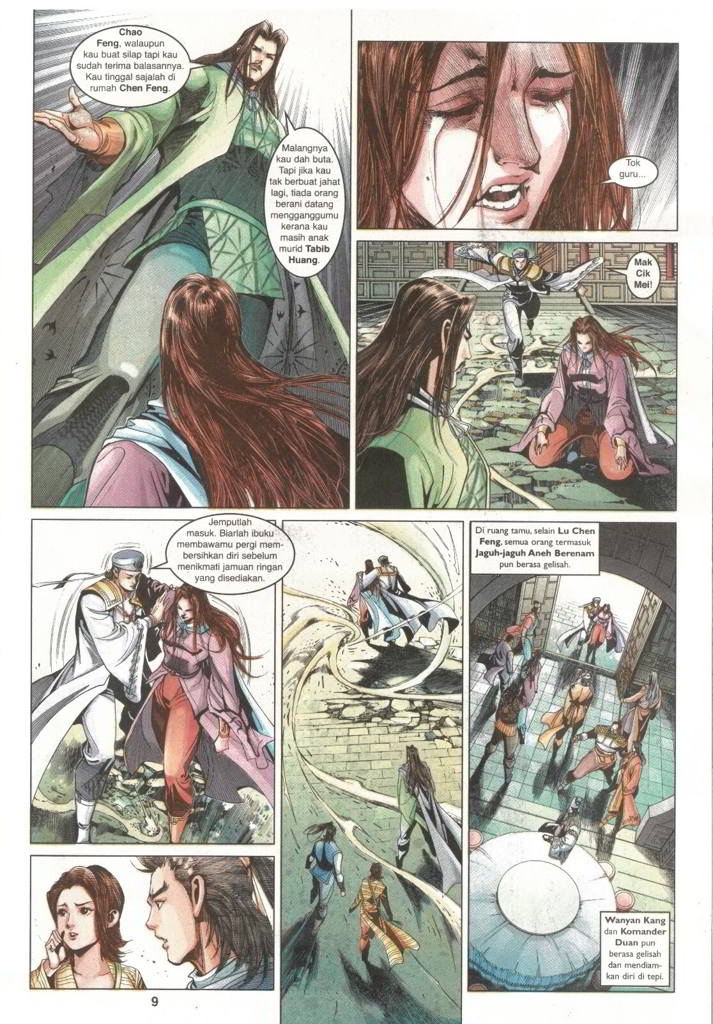 Chao
Feng, walaupun
kau buat silap tapi kau
sudah terima balasannya.
Kau tinggal sajalah di
rumah Chen Feng.
Malangnya
kau dah buta.
Tapi jika kau
tak berbuat jahat
lagi, tiada orang
berani datang
mengganggumu
kerana kau
masih anak
murid Tabib
Huang.
Tok
guru...
Mak
Cik
Mei!
Jemputlah
masuk. Biarlah ibuku
membawamu pergi mem-
bersihkan diri sebelum
menikmati jamuan ringan
yang disediakan.
Di ruang tamu, selain Lu Chen
Feng, semua orang termasuk
Jaguh-jaguh Aneh Berenam
pun berasa gelisah.
Wanyan Kang
dan Komander
Duan pun
berasa gelisah
dan mendiam-
kan diri di tepi.
9